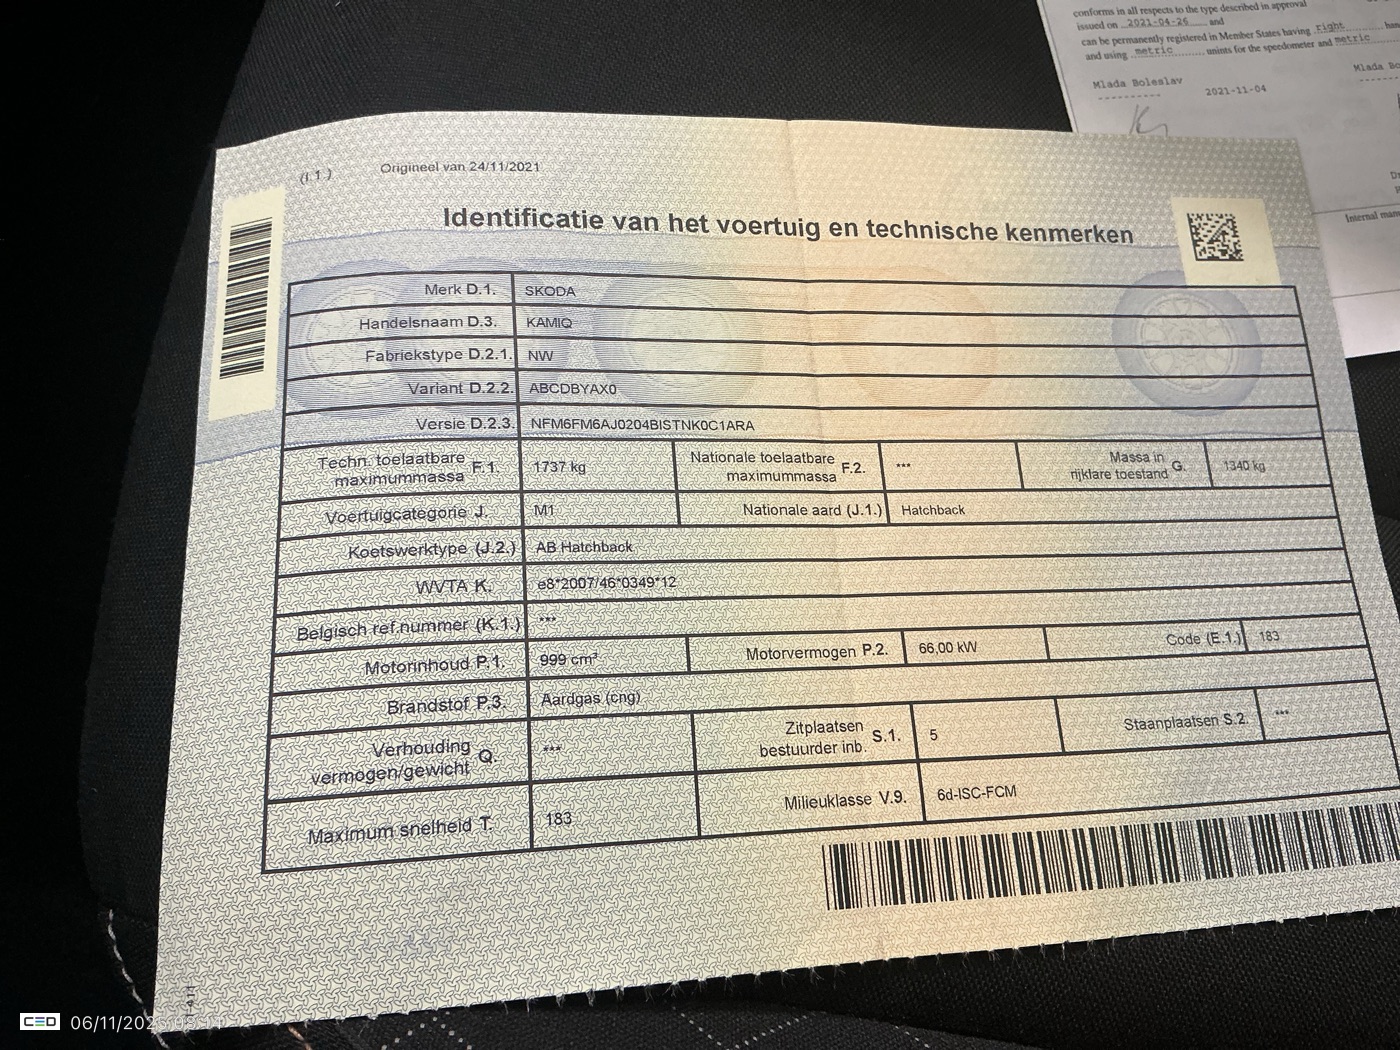 conforms in all respects to the type described in approval
issued on 2021-04-26 and
can be permanently registered in Member States having right
and using metric units for the speedometer and metric
Mlada Boleslav
2021-11-04
Internal
(I.1.)
Origineel van 24/11/2021
Identificatie van het voertuig en technische kenmerken
Merk D.1. SKODA
Handelsnaam D.3. KAMIQ
Fabriekstype D.2.1. NW
Variant D.2.2. ABCDBYAX0
Versie D.2.3. NFM6FM6AJ0204BISTNK0C1ARA
Techn. toelaatbare maximummassa F.1. 1737 kg Nationale toelaatbare maximummassa F.2. *** Massa in rijklare toestand G. 1340 kg
Voertuigcategorie J. M1 Nationale aard (J.1.) Hatchback
Koetswerktype (J.2.) AB Hatchback
WVTA K. e8*2007/46*0349*12
Belgisch ref.nummer (K.1.) ***
Motorinhoud P.1. 999 cm³ Motorvermogen P.2. 66,00 kW Code (E.1.) 183
Brandstof P.3. Aardgas (cng)
Verhouding vermogen/gewicht Q. *** Zitplaatsen bestuurder inb. S.1. 5 Staanplaatsen S.2. ***
Maximum snelheid T. 183 Milieuklasse V.9. 6d-ISC-FCM
CED